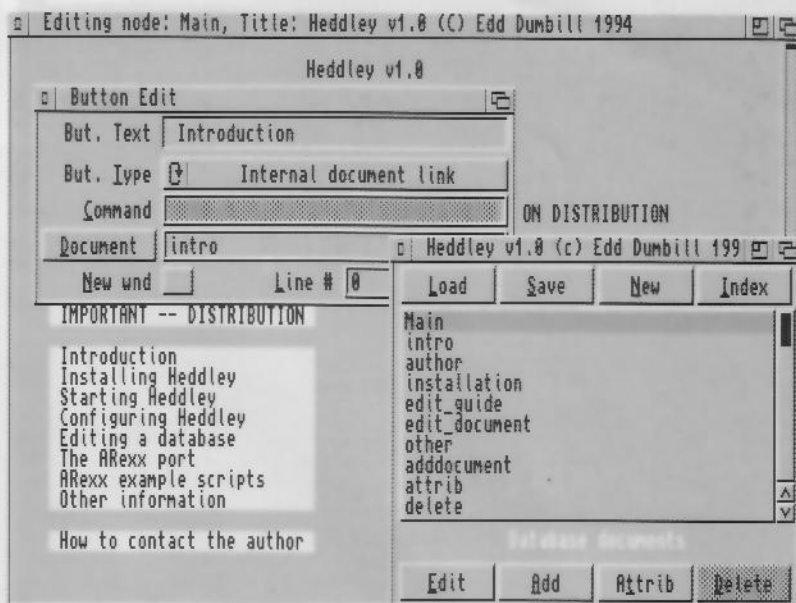 Editing node: Main, Title: Heddley v1.0 (C) Edd Dumbill 1994
Heddley v1.0
Button Edit
But. Text Introduction
But. Type Internal document link
Command
ON DISTRIBUTION
Document intro
New wnd Line # 0
IMPORTANT -- DISTRIBUTION
Introduction
Installing Heddley
Starting Heddley
Configuring Heddley
Editing a database
The ARexx port
ARexx example scripts
Other information
How to contact the author
Heddley v1.0 (c) Edd Dumbill 199
Load Save New Index
Main
intro
author
installation
edit_guide
edit_document
other
adddocument
attrib
delete
Database documents
Edit Add Attrib Delete